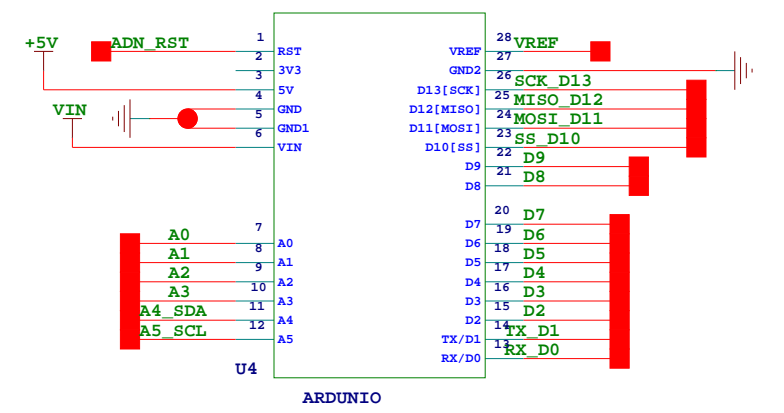 +5V
ADN_RST
VIN
1 RST
2 3V3
3 5V
4 GND
5 GND1
6 VIN
A0 7 A0
A1 8 A1
A2 9 A2
A3 10 A3
A4_SDA 11 A4
A5_SCL 12 A5
VREF 28 VREF
GND2 27
D13[SCK] 26 SCK_D13
D12[MISO] 25 MISO_D12
D11[MOSI] 24 MOSI_D11
D10[SS] 23 SS_D10
D9 22 D9
D8 21 D8
D7 20 D7
D6 19 D6
D5 18 D5
D4 17 D4
D3 16 D3
D2 15 D2
TX/D1 14 TX_D1
RX/D0 13 RX_D0
U4
ARDUNIO